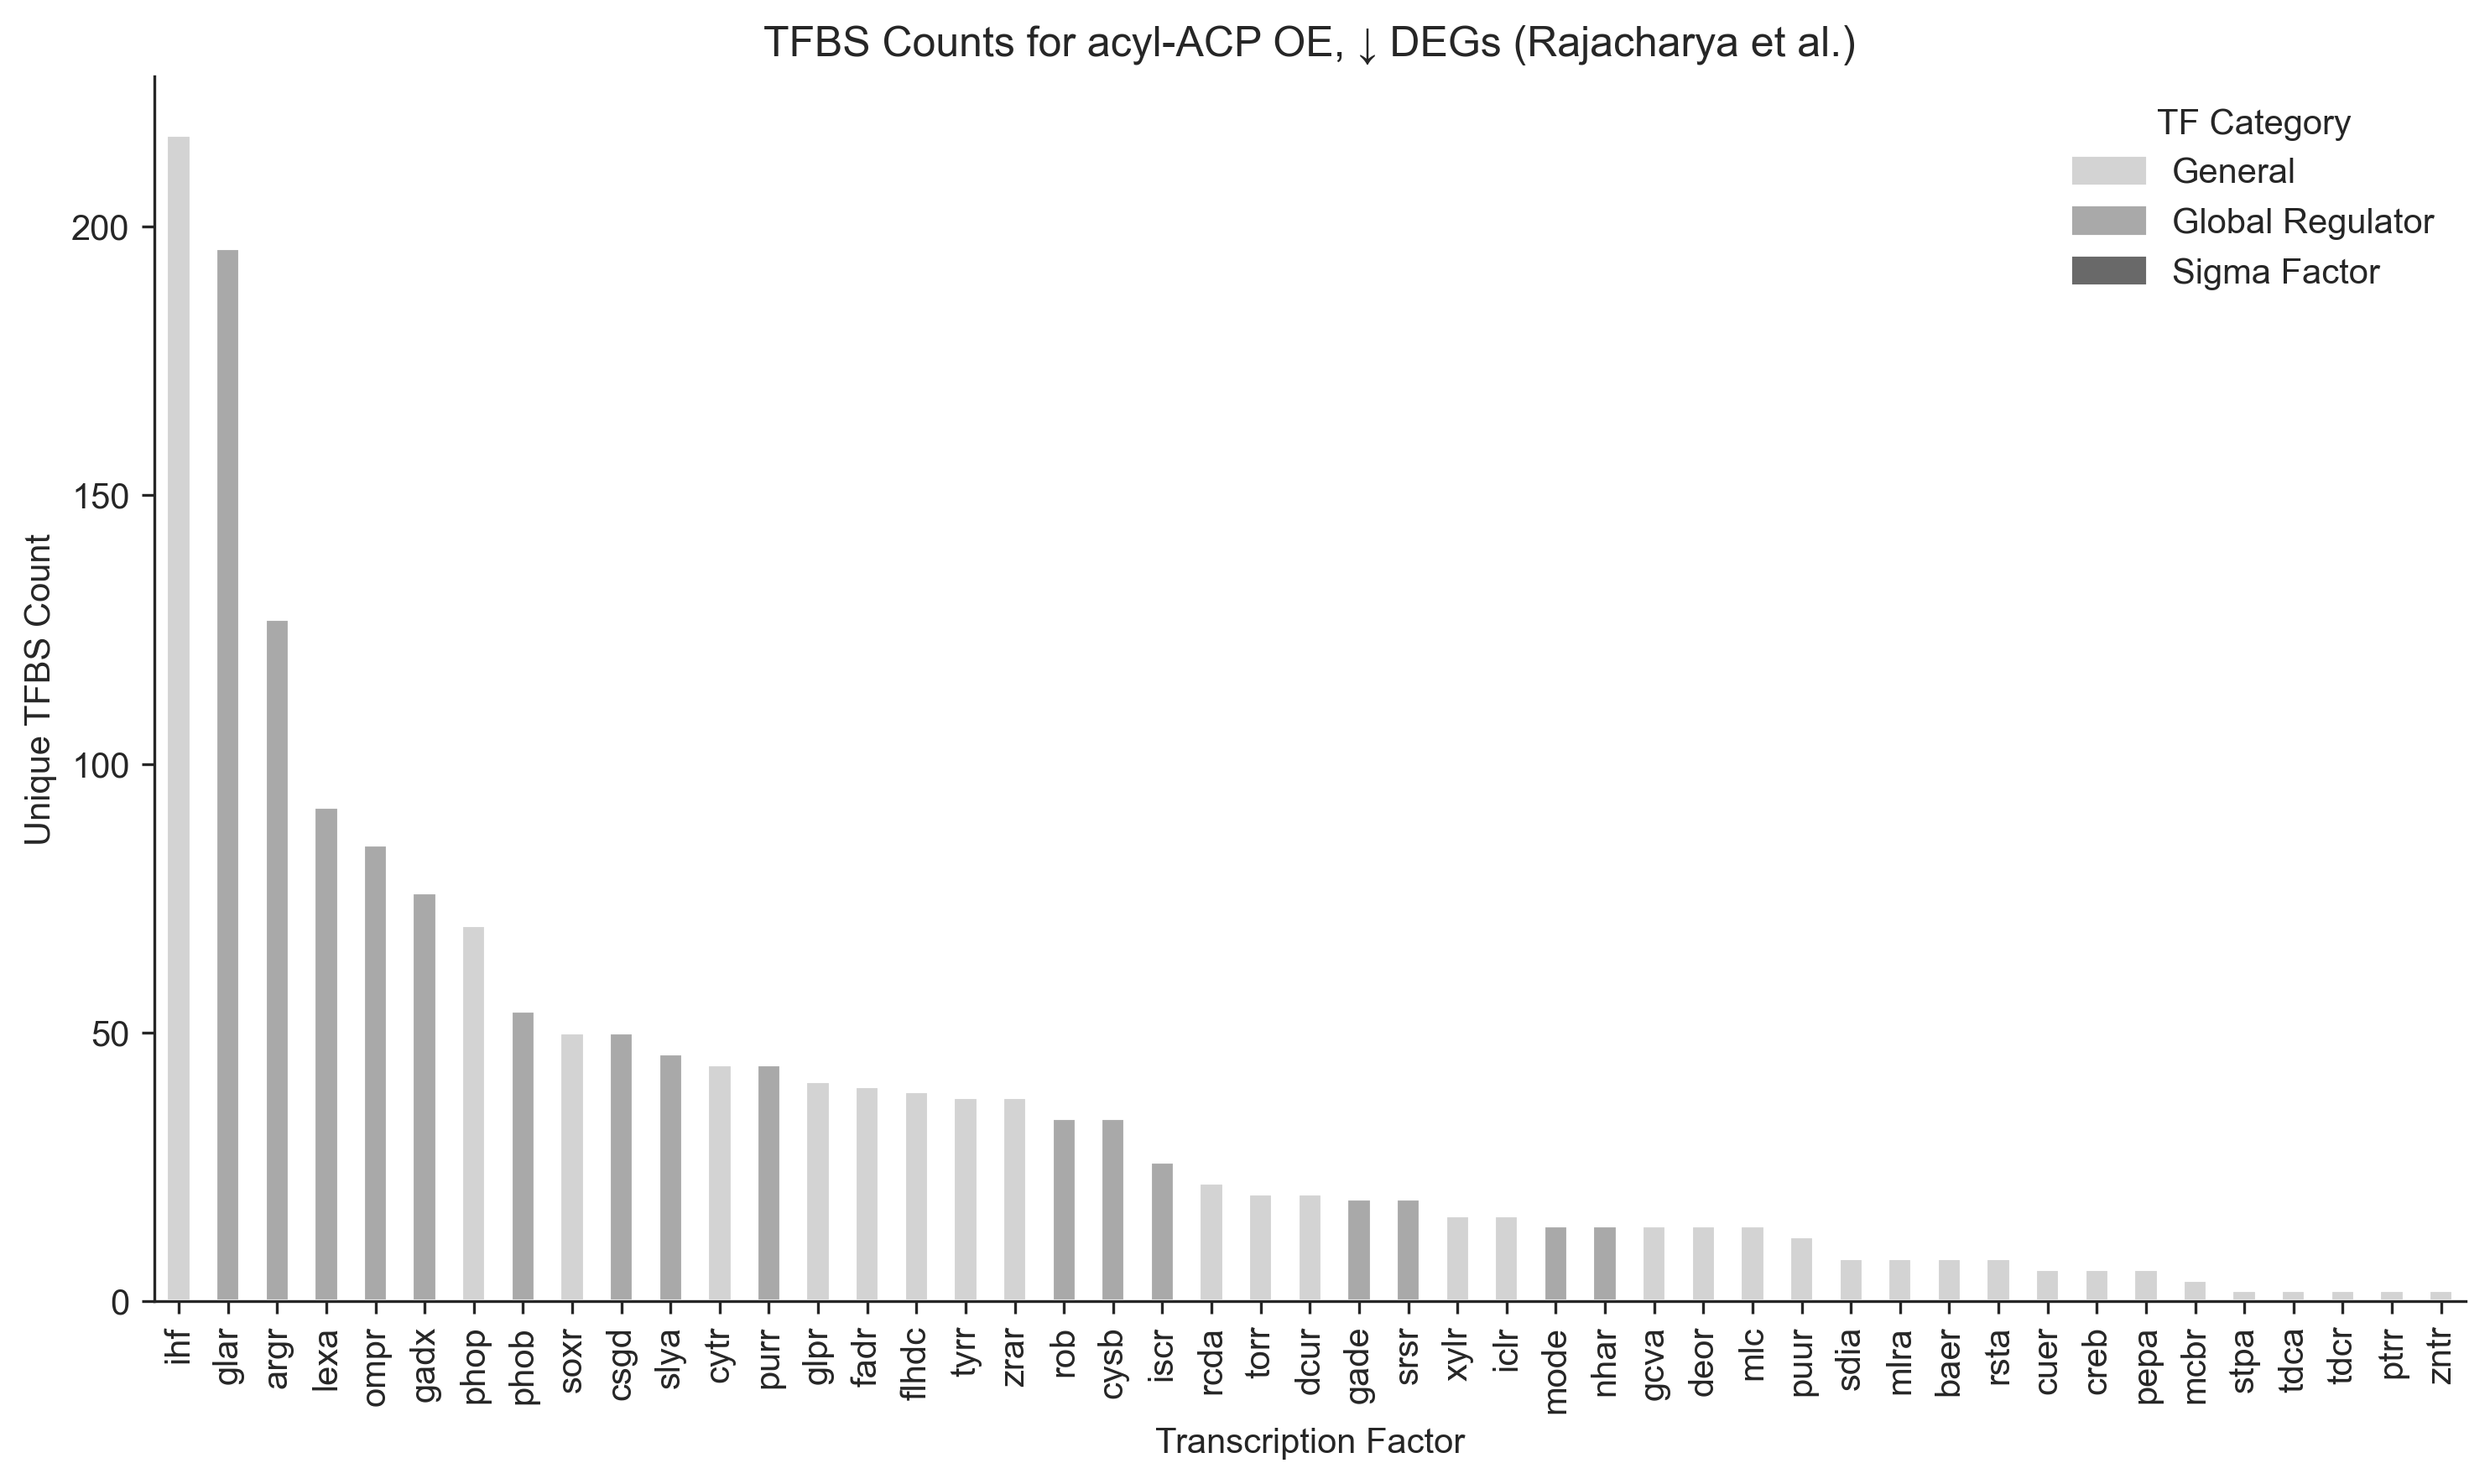 TFBS Counts for acyl-ACP OE, ↓ DEGs (Rajacharya et al.)
TF Category
General
Global Regulator
Sigma Factor
Unique TFBS Count
200
150
100
50
0
ihf
glar
argr
lexa
ompr
gadx
phop
phob
soxr
csgd
slya
cytr
purr
glpr
fadr
flhdc
tyrr
zrar
rob
cysb
iscr
rcda
torr
dcur
gade
srsr
xylr
iclr
mode
nhar
gcva
deor
mlc
puur
sdia
mlra
baer
rsta
cuer
creb
pepa
mcbr
stpa
tdca
tdcr
ptrr
zntr
Transcription Factor